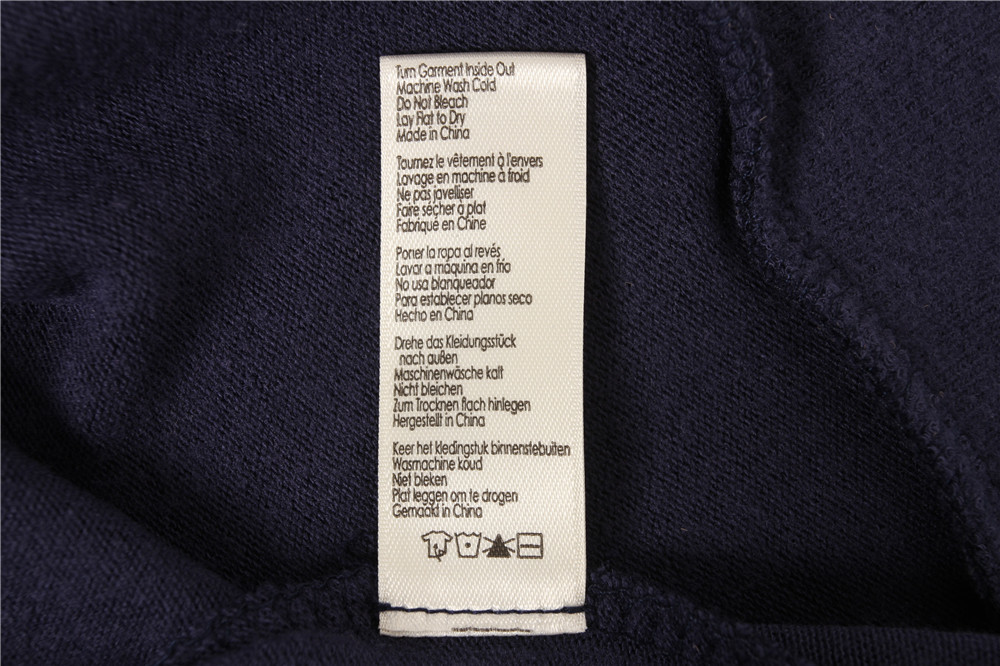 Turn Garment Inside Out
Machine Wash Cold
Do Not Bleach
Lay Flat to Dry
Made in China
Tournez le vêtement à l'envers
Lavage en machine à froid
Ne pas javelliser
Faire sécher à plat
Fabriqué en Chine
Poner la ropa al revés
Lavar a máquina en frío
No usa blanqueador
Para establecer planos seco
Hecho en China
Drehe das Kleidungsstück
nach außen
Maschinenwäsche kalt
Nicht bleichen
Zum Trocknen flach hinlegen
Hergestellt in China
Keer het kledingstuk binnenstebuiten
Wasmachine koud
Niet bleken
Plat leggen om te drogen
Gemaakt in China